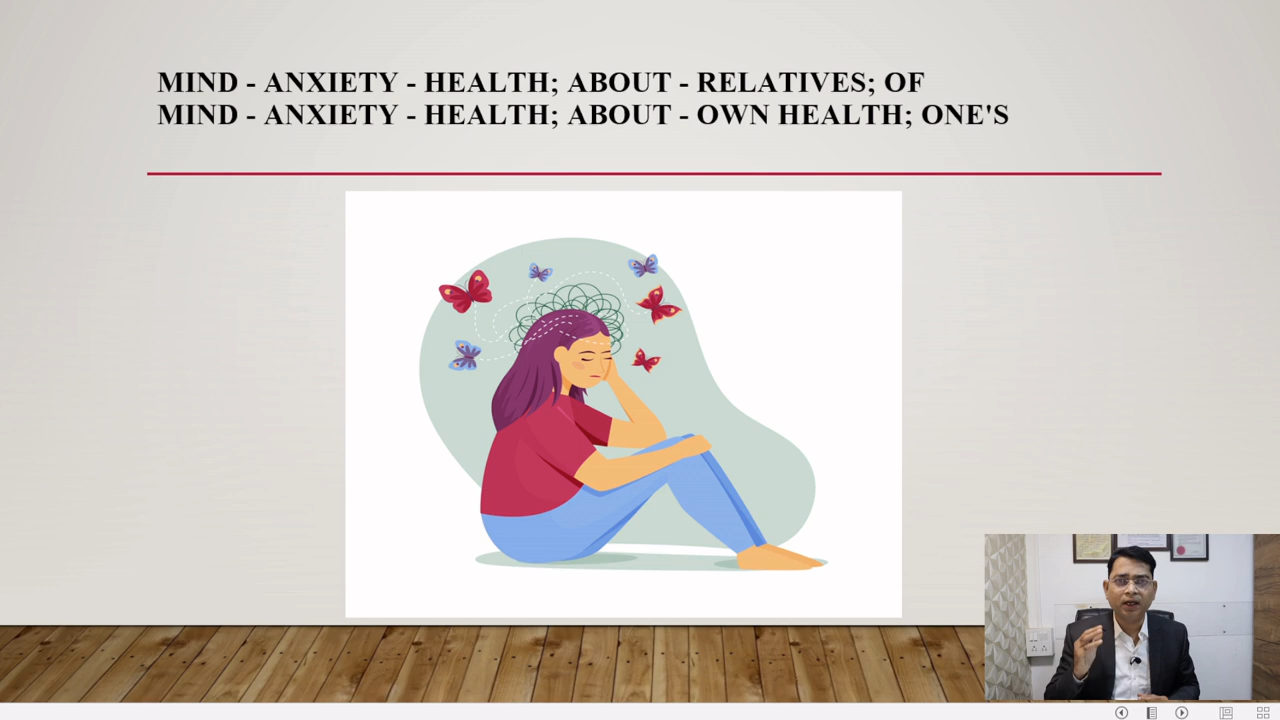 MIND - ANXIETY - HEALTH; ABOUT - RELATIVES; OF
MIND - ANXIETY - HEALTH; ABOUT - OWN HEALTH; ONE'S